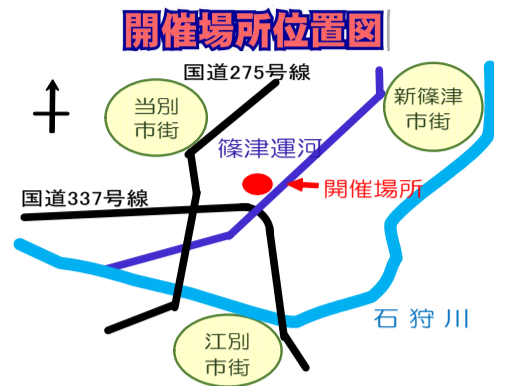 開催場所位置図
国道275号線
当別
市街
新篠津
市街
篠津運河
国道337号線
開催場所
石狩川
江別
市街